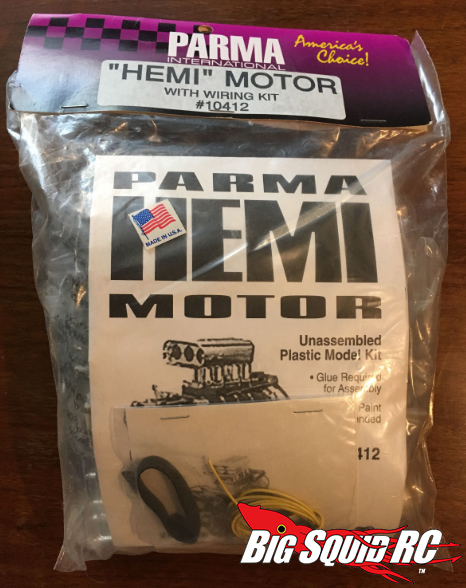 PARMA
INTERNATIONAL
America's
Choice!
"HEMI" MOTOR
WITH WIRING KIT
#10412
PARMA
HEMI
MADE IN U.S.A.
MOTOR
Unassembled
Plastic Model Kit
• Glue Required
for Assembly
Paint
412
BIG SQUID RC
TM